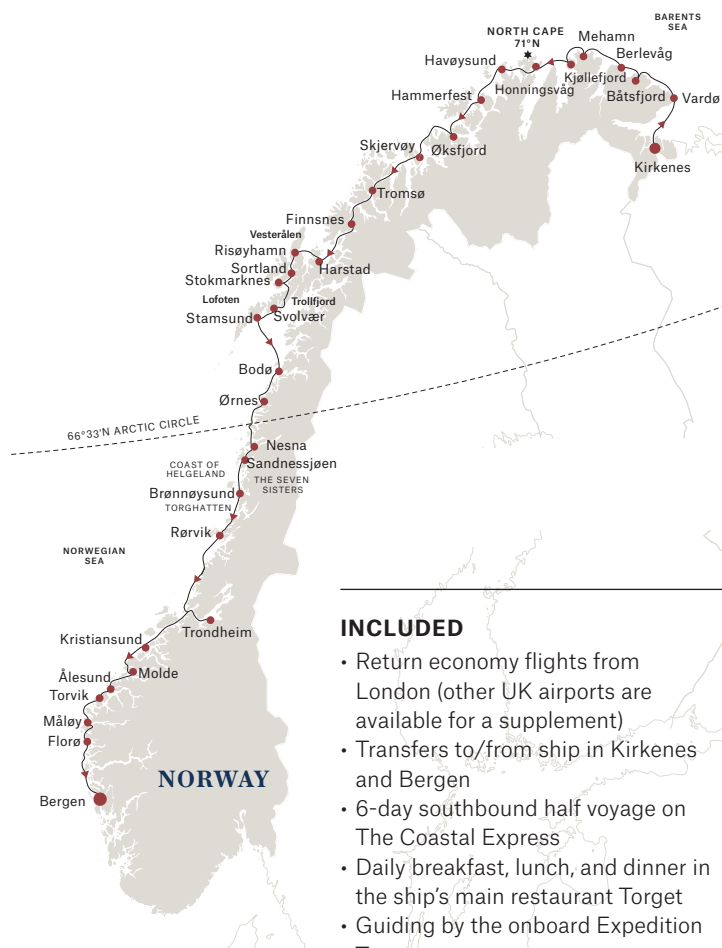 BARENTS
SEA
NORTH CAPE
71°N
Mehamn
Berlevåg
Havøysund
Kjøllefjord
Honningsvåg
Båtsfjord
Vardø
Hammerfest
Kirkenes
Skjervøy
Øksfjord
Tromsø
Finnsnes
Vesterålen
Risøyhamn
Harstad
Sortland
Stokmarknes
Lofoten
Trollfjord
Stamsund
Svolvær
Bodø
Ørnes
66°33'N ARCTIC CIRCLE
Nesna
Sandnessjøen
COAST OF
HELGELAND
THE SEVEN
SISTERS
Brønnøysund
TORGHATTEN
Rørvik
NORWEGIAN
SEA
Trondheim
Kristiansund
Molde
Ålesund
Torvik
Måløy
Florø
NORWAY
Bergen
INCLUDED
• Return economy flights from
London (other UK airports are
available for a supplement)
• Transfers to/from ship in Kirkenes
and Bergen
• 6-day southbound half voyage on
The Coastal Express
• Daily breakfast, lunch, and dinner in
the ship's main restaurant Torget
• Guiding by the onboard Expedition